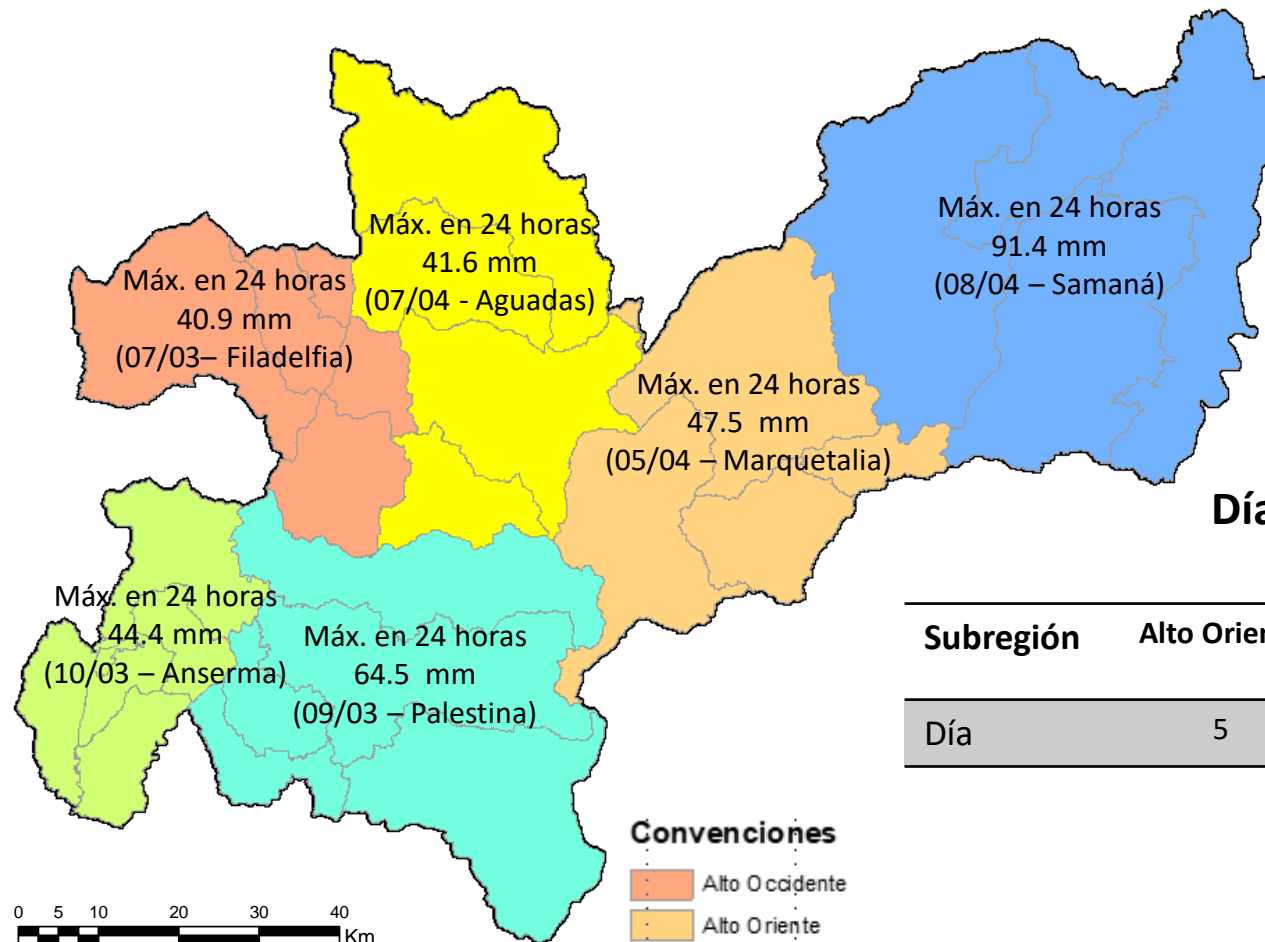 Máx. en 24 horas
91.4 mm
(08/04 – Samaná)
Máx. en 24 horas
41.6 mm
(07/04 - Aguadas)
Máx. en 24 horas
40.9 mm
(07/03– Filadelfia)
Máx. en 24 horas
47.5 mm
(05/04 – Marquetalia)
Máx. en 24 horas
44.4 mm
(10/03 – Anserma)
Máx. en 24 horas
64.5 mm
(09/03 – Palestina)
Día
Subregión Alto Orien
Día 5
Convenciones
Alto Occidente
Alto Oriente
0 5 10 20 30 40
Km